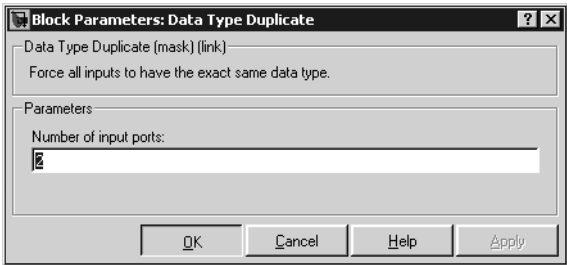 Block Parameters: Data Type Duplicate
Data Type Duplicate (mask) (link)
Force all inputs to have the exact same data type.
Parameters
Number of input ports:
2
OK Cancel Help Apply